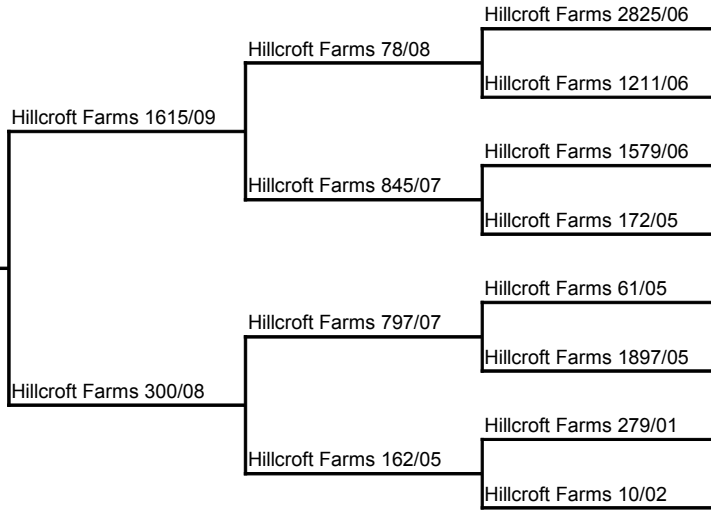 Hillcroft Farms 2825/06
Hillcroft Farms 78/08
Hillcroft Farms 1211/06
Hillcroft Farms 1615/09
Hillcroft Farms 1579/06
Hillcroft Farms 845/07
Hillcroft Farms 172/05
Hillcroft Farms 61/05
Hillcroft Farms 797/07
Hillcroft Farms 1897/05
Hillcroft Farms 300/08
Hillcroft Farms 279/01
Hillcroft Farms 162/05
Hillcroft Farms 10/02